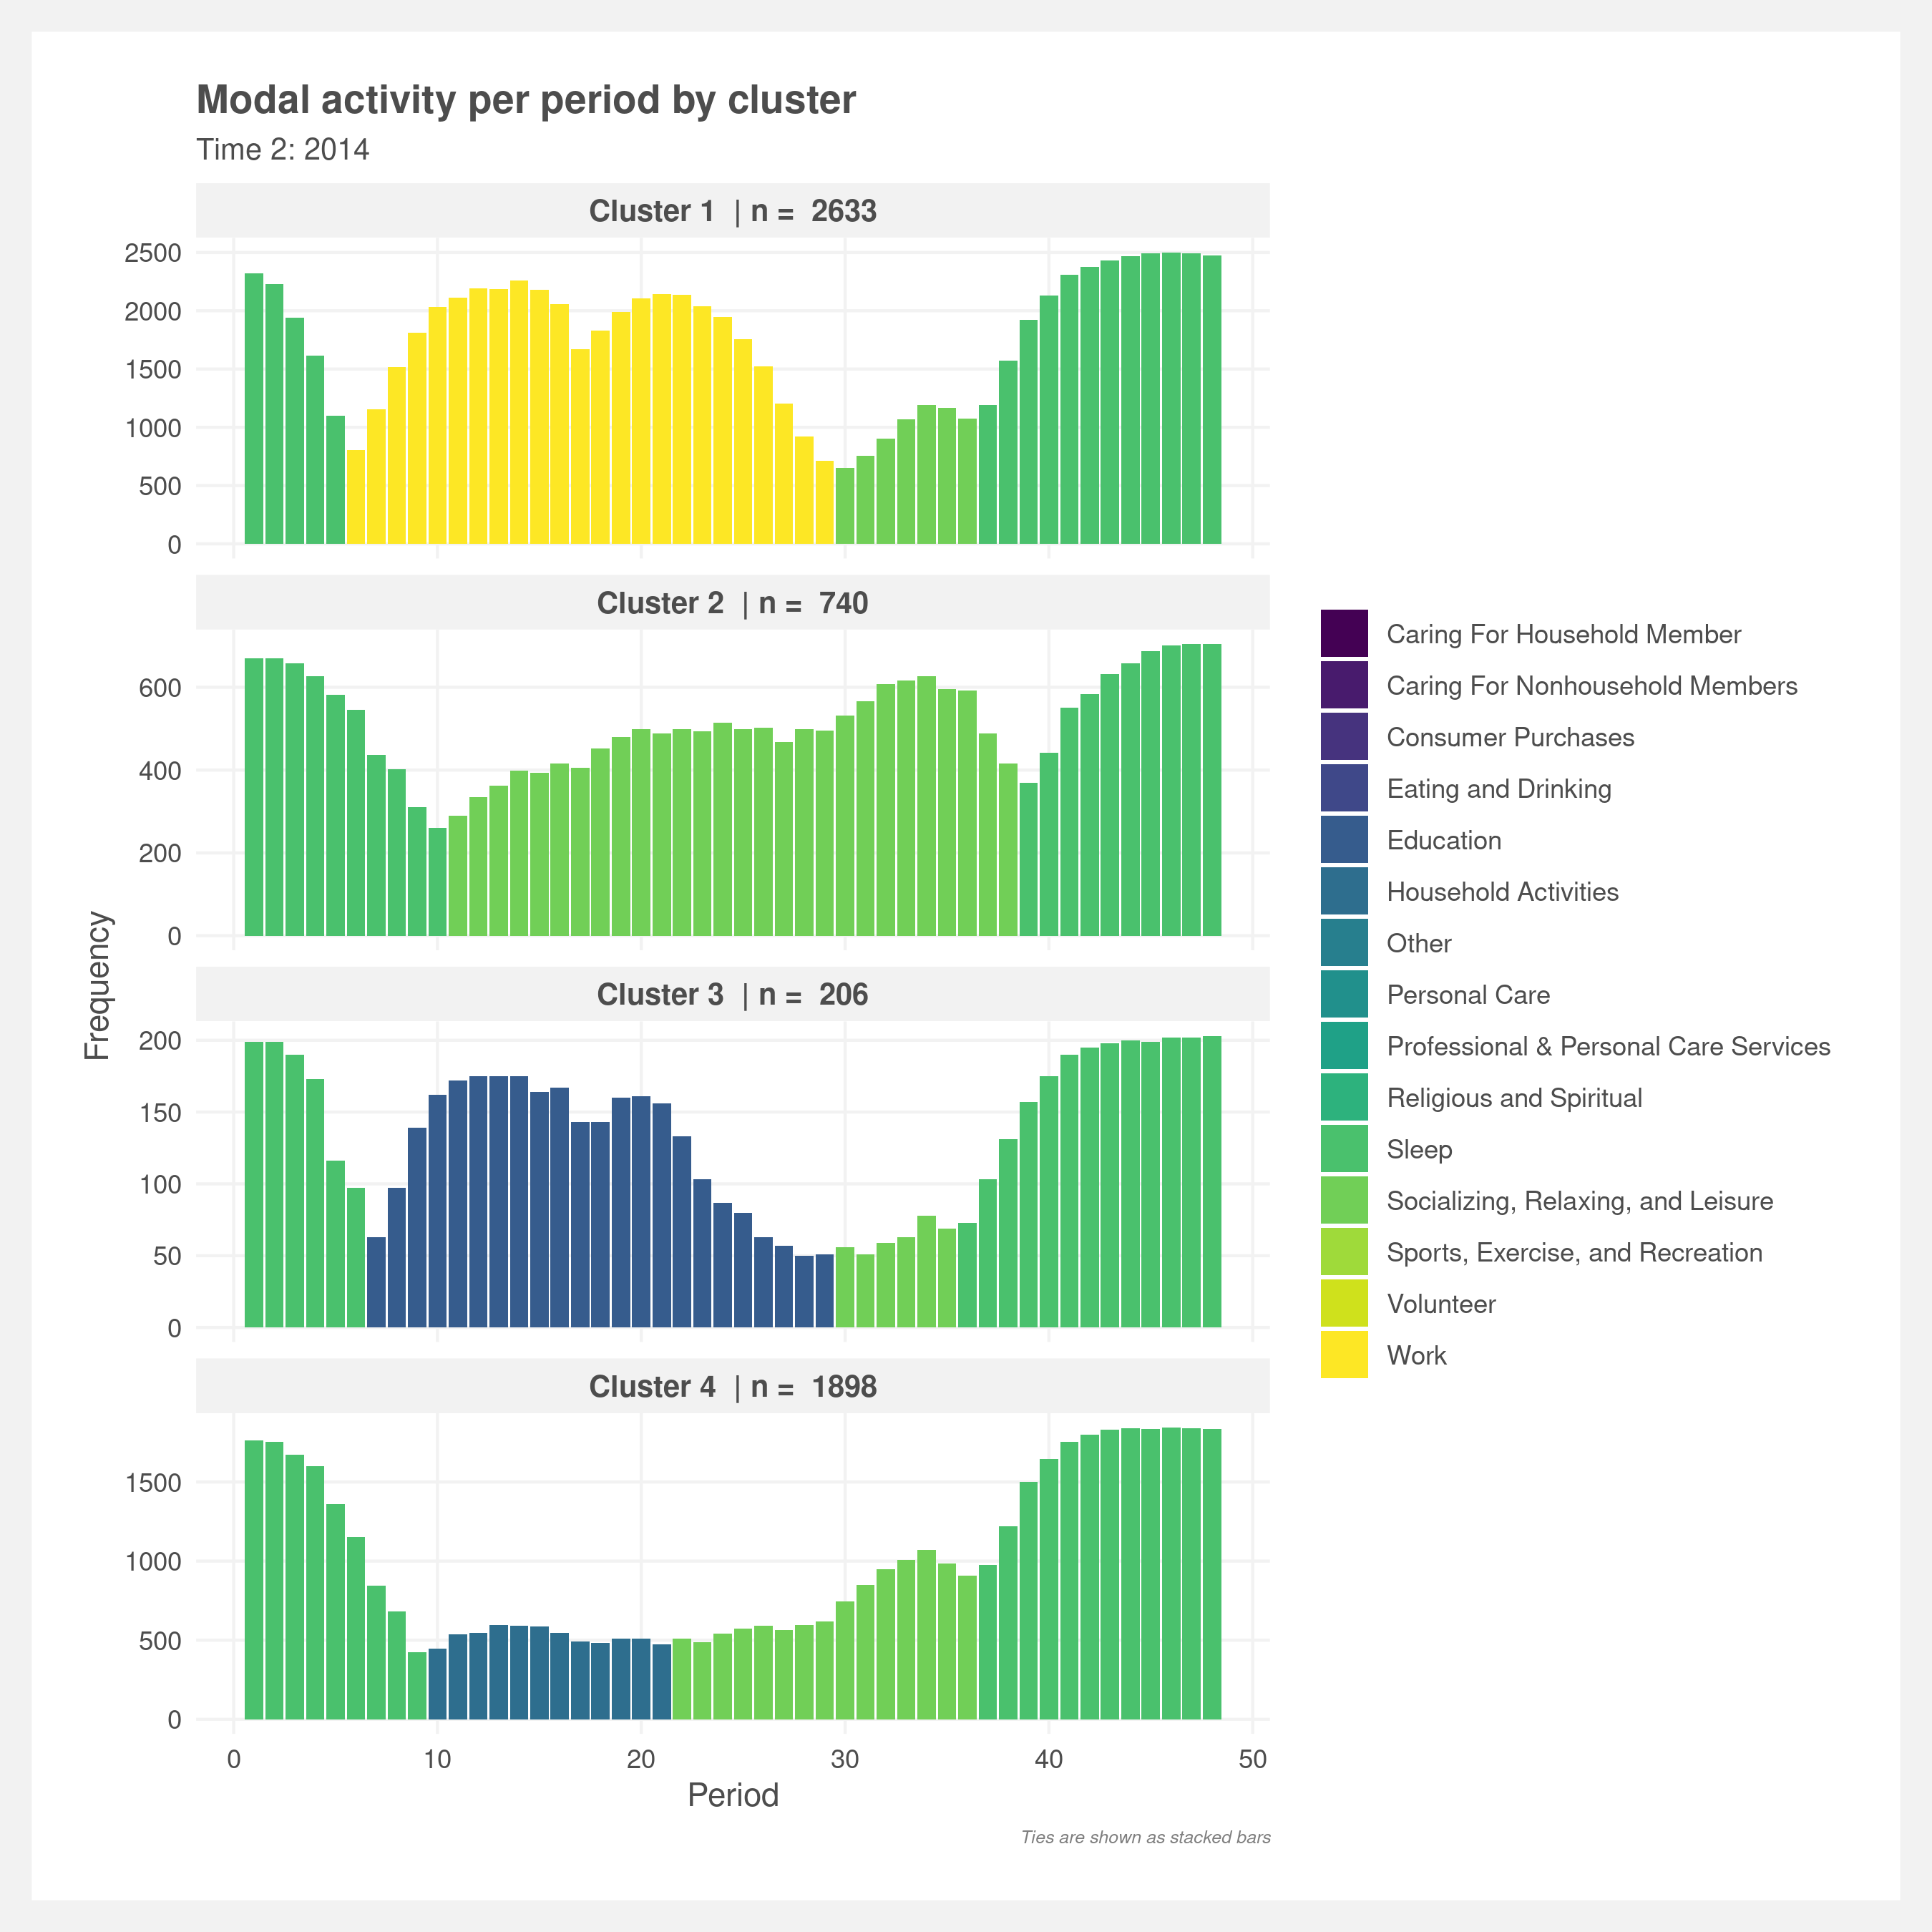 Modal activity per period by cluster
Time 2: 2014
Cluster 1 | n = 2633
2500
2000
1500
1000
500
0
Cluster 2 | n = 740
600
400
200
0
Cluster 3 | n = 206
200
150
100
50
0
Cluster 4 | n = 1898
1500
1000
500
0
0 10 20 30 40 50
Period
Frequency
Caring For Household Member
Caring For Nonhousehold Members
Consumer Purchases
Eating and Drinking
Education
Household Activities
Other
Personal Care
Professional & Personal Care Services
Religious and Spiritual
Sleep
Socializing, Relaxing, and Leisure
Sports, Exercise, and Recreation
Volunteer
Work
Ties are shown as stacked bars